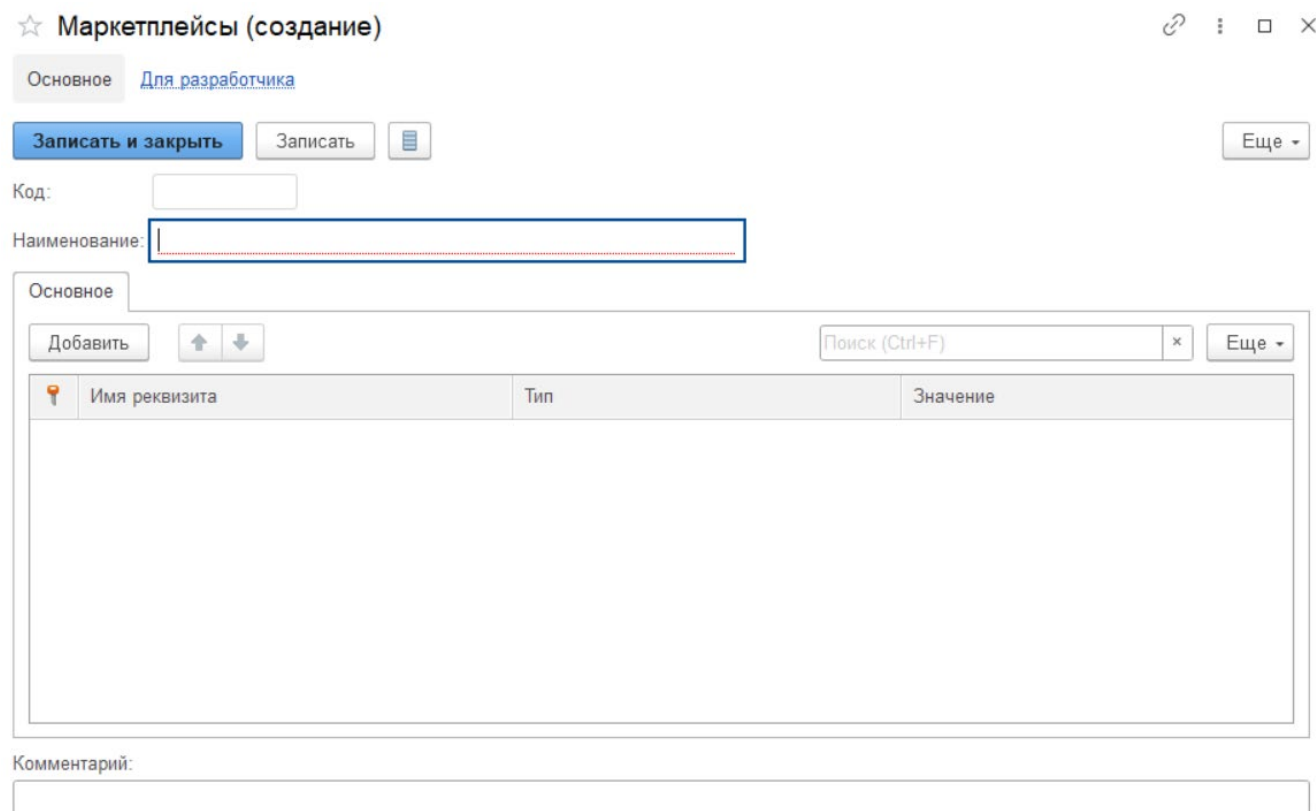 Маркетплейсы (создание)
Основное Для разработчика
Записать и закрыть Записать Еще
Код:
Наименование:
Основное
Добавить Поиск (Ctrl+F) × Еще
Имя реквизита Тип Значение
Комментарий: